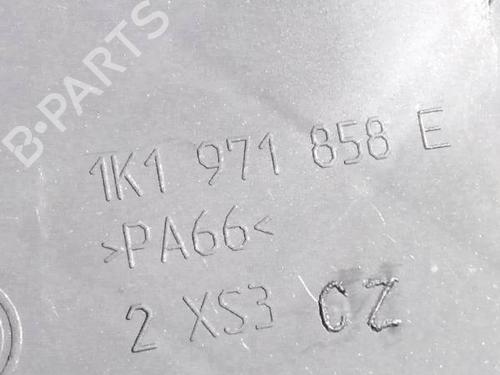 B-PARTS
1K1 971 858 E
>PA66<
2 XS3 CZ